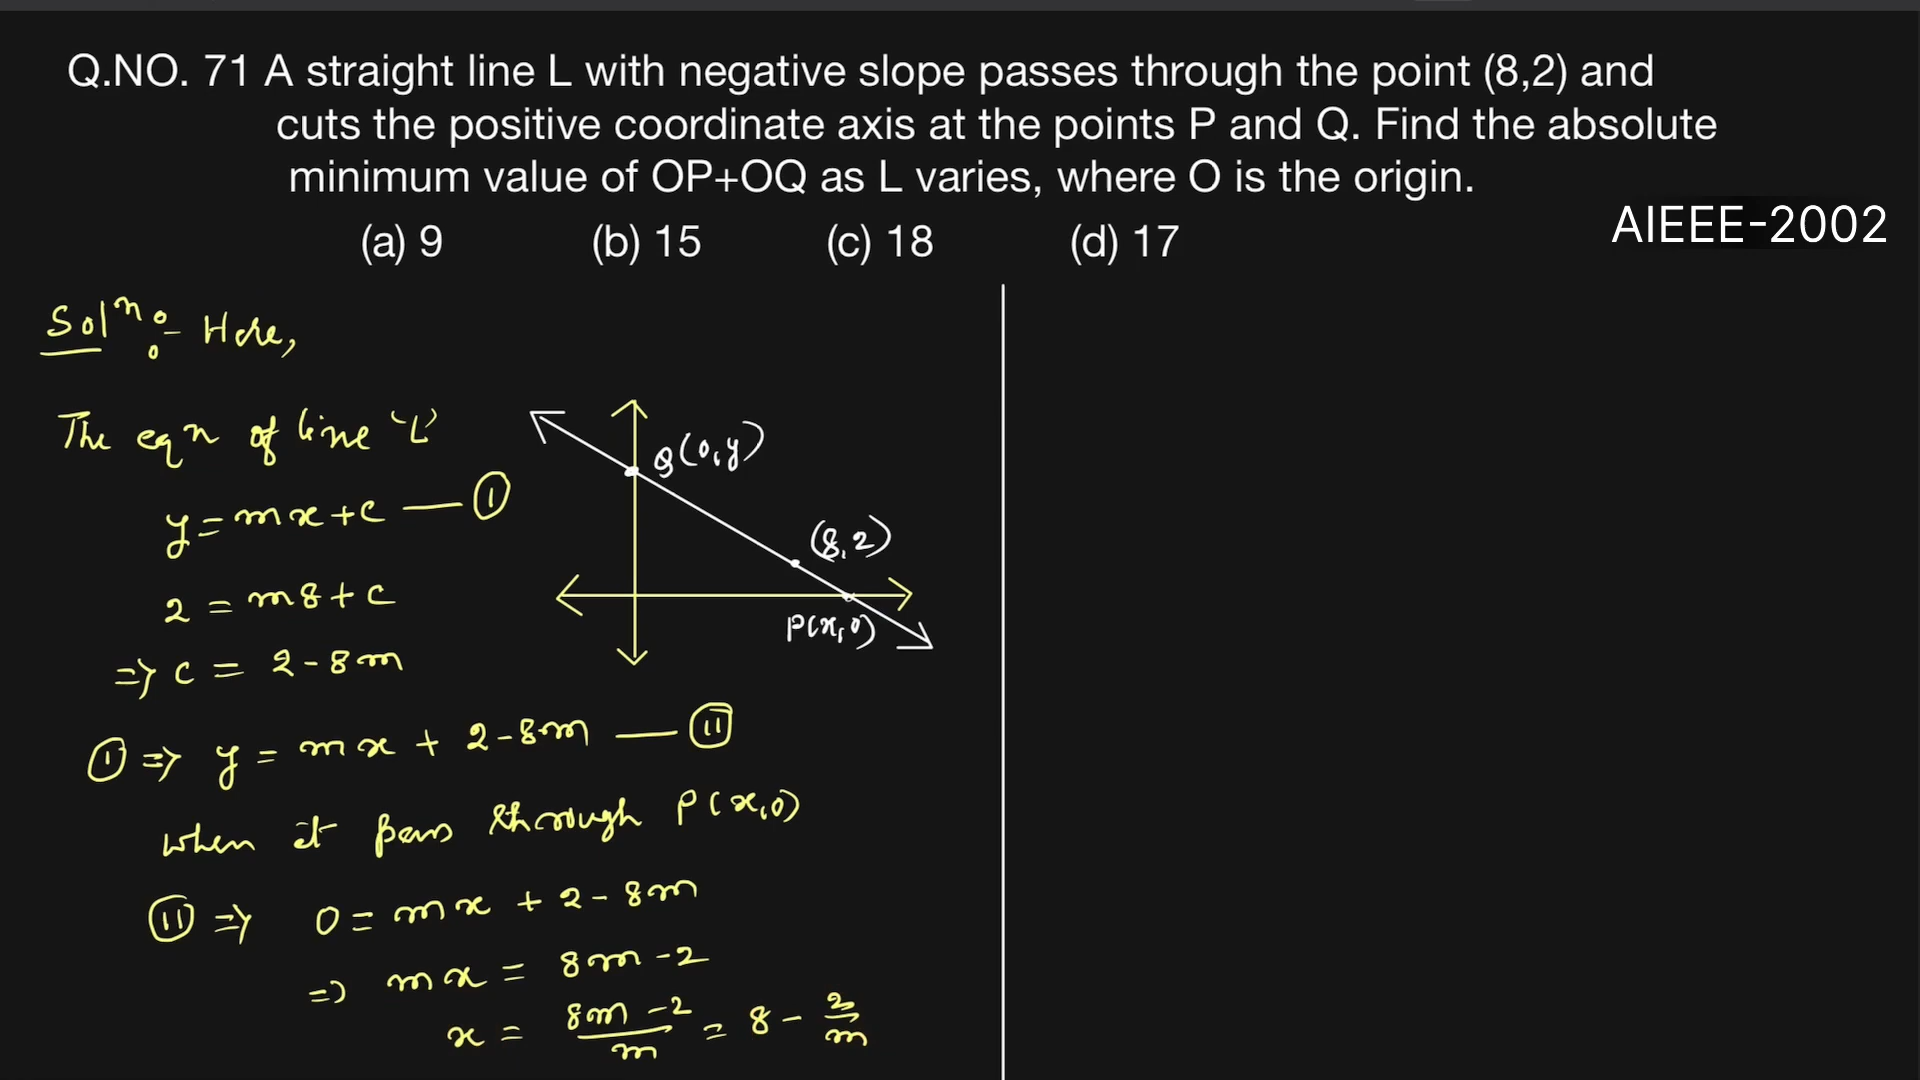 Q.NO. 71 A straight line L with negative slope passes through the point (8,2) and
cuts the positive coordinate axis at the points P and Q. Find the absolute
minimum value of OP+OQ as L varies, where O is the origin.
(a) 9 (b) 15 (c) 18 (d) 17
AIEEE-2002
Solⁿ:- Here,
The eqn of line 'L'
y = mx + c — (I)
2 = m8 + c
=> c = 2 - 8m
(I) => y = mx + 2 - 8m — (II)
when it pass through P(x,0)
(II) => 0 = mx + 2 - 8m
=> mx = 8m - 2
x = (8m - 2)/m = 8 - 2/m
Q(0,y)
(8,2)
P(x,0)